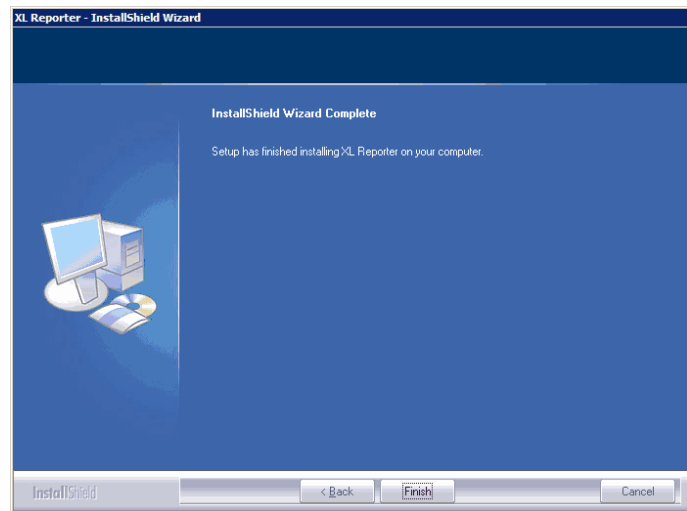 XL Reporter - InstallShield Wizard
InstallShield Wizard Complete
Setup has finished installing XL Reporter on your computer.
InstallShield
< Back
Finish
Cancel